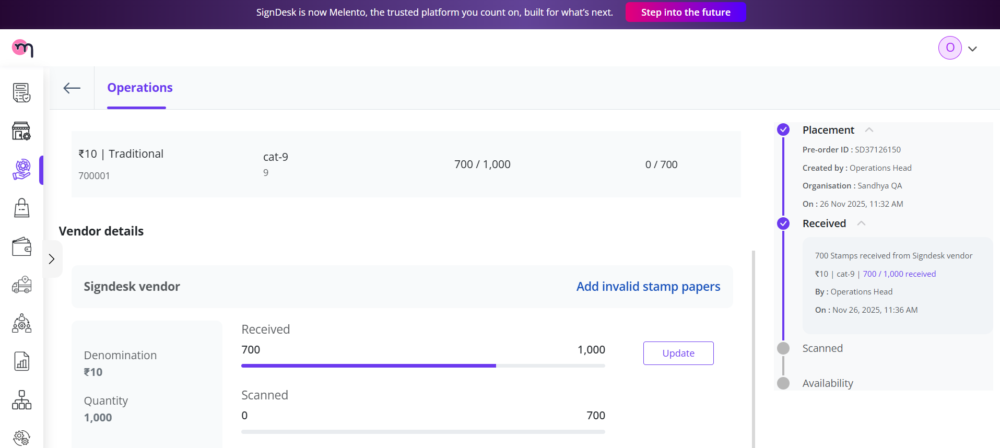 SignDesk is now Melento, the trusted platform you count on, built for what’s next.
Step into the future
m
O
Operations
₹10 | Traditional
700001
cat-9
9
700 / 1,000
0 / 700
Vendor details
Signdesk vendor
Add invalid stamp papers
Denomination
₹10
Quantity
1,000
Received
700
1,000
Update
Scanned
0
700
Placement
Pre-order ID : SD37126150
Created by : Operations Head
Organisation : Sandhya QA
On : 26 Nov 2025, 11:32 AM
Received
700 Stamps received from Signdesk vendor
₹10 | cat-9 | 700 / 1,000 received
By : Operations Head
On : Nov 26, 2025, 11:36 AM
Scanned
Availability